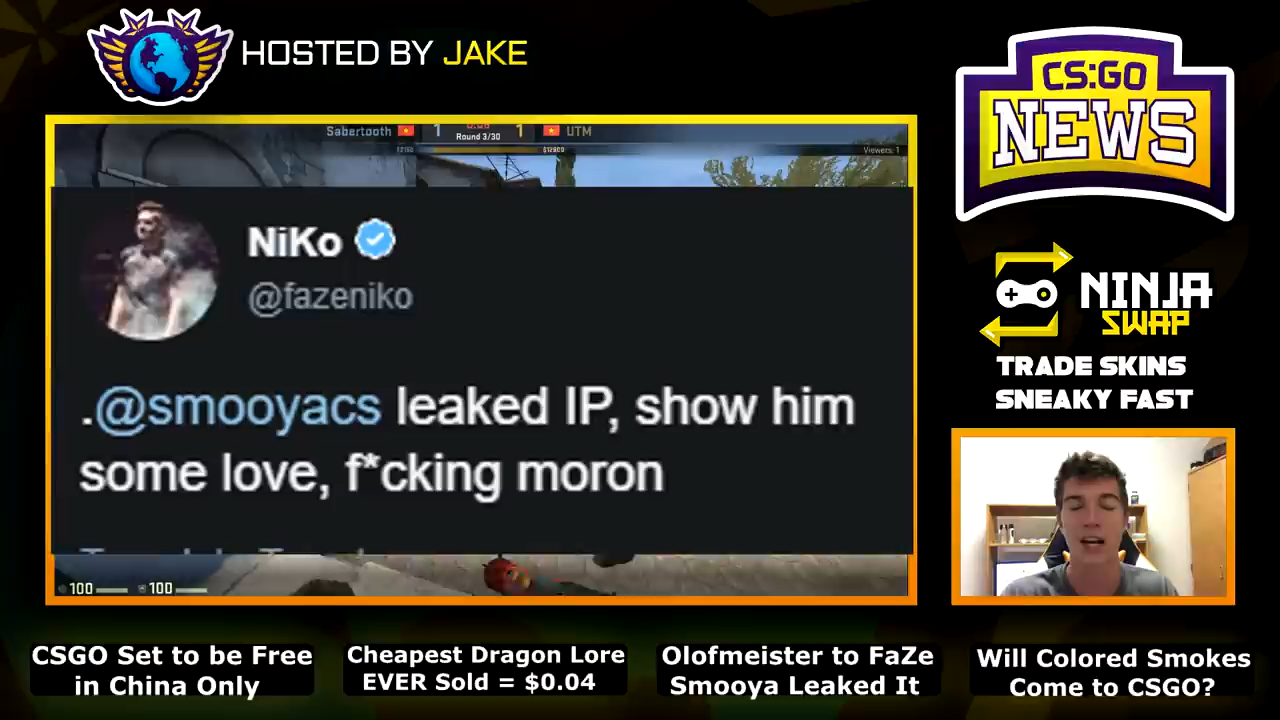 HOSTED BY JAKE
CS:GO
NEWS
Sabertooth
1
Round 3/30
1
UTM
Viewers: 1
NiKo
@fazeniko
.@smooyacs leaked IP, show him
some love, f*cking moron
100
100
NINJA
SWAP
TRADE SKINS
SNEAKY FAST
CSGO Set to be Free
in China Only
Cheapest Dragon Lore
EVER Sold = $0.04
Olofmeister to FaZe
Smooya Leaked It
Will Colored Smokes
Come to CSGO?